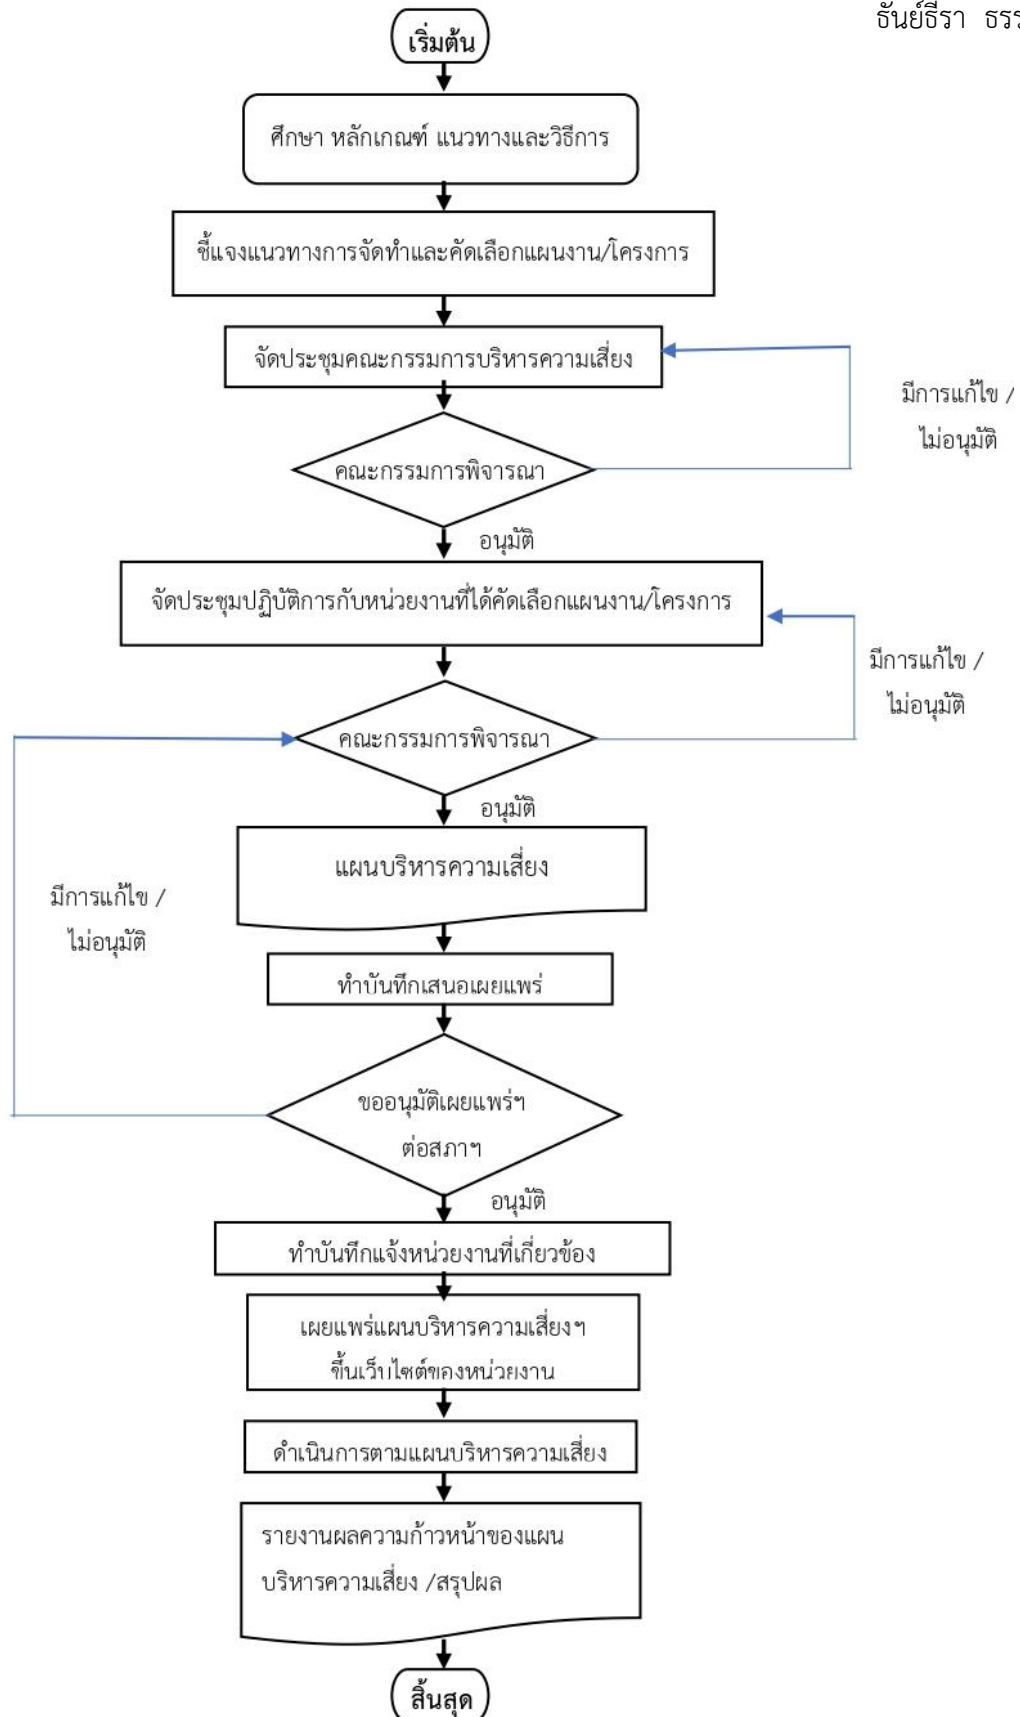 ธันย์ธีรา
เริ่มต้น
ศึกษา หลักเกณฑ์ แนวทางและวิธีการ
ชี้แจงแนวทางการจัดทำและคัดเลือกแผนงาน/โครงการ
จัดประชุมคณะกรรมการบริหารความเสี่ยง
มีการแก้ไข /
ไม่อนุมัติ
คณะกรรมการพิจารณา
อนุมัติ
จัดประชุมปฏิบัติการกับหน่วยงานที่ได้คัดเลือกแผนงาน/โครงการ
มีการแก้ไข /
ไม่อนุมัติ
คณะกรรมการพิจารณา
อนุมัติ
แผนบริหารความเสี่ยง
มีการแก้ไข /
ไม่อนุมัติ
ทำบันทึกเสนอเผยแพร่
ขออนุมัติเผยแพร่ฯ
ต่อสภาฯ
อนุมัติ
ทำบันทึกแจ้งหน่วยงานที่เกี่ยวข้อง
เผยแพร่แผนบริหารความเสี่ยงฯ
ขึ้นเว็บไซต์ของหน่วยงาน
ดำเนินการตามแผนบริหารความเสี่ยง
รายงานผลความก้าวหน้าของแผน
บริหารความเสี่ยง /สรุปผล
สิ้นสุด